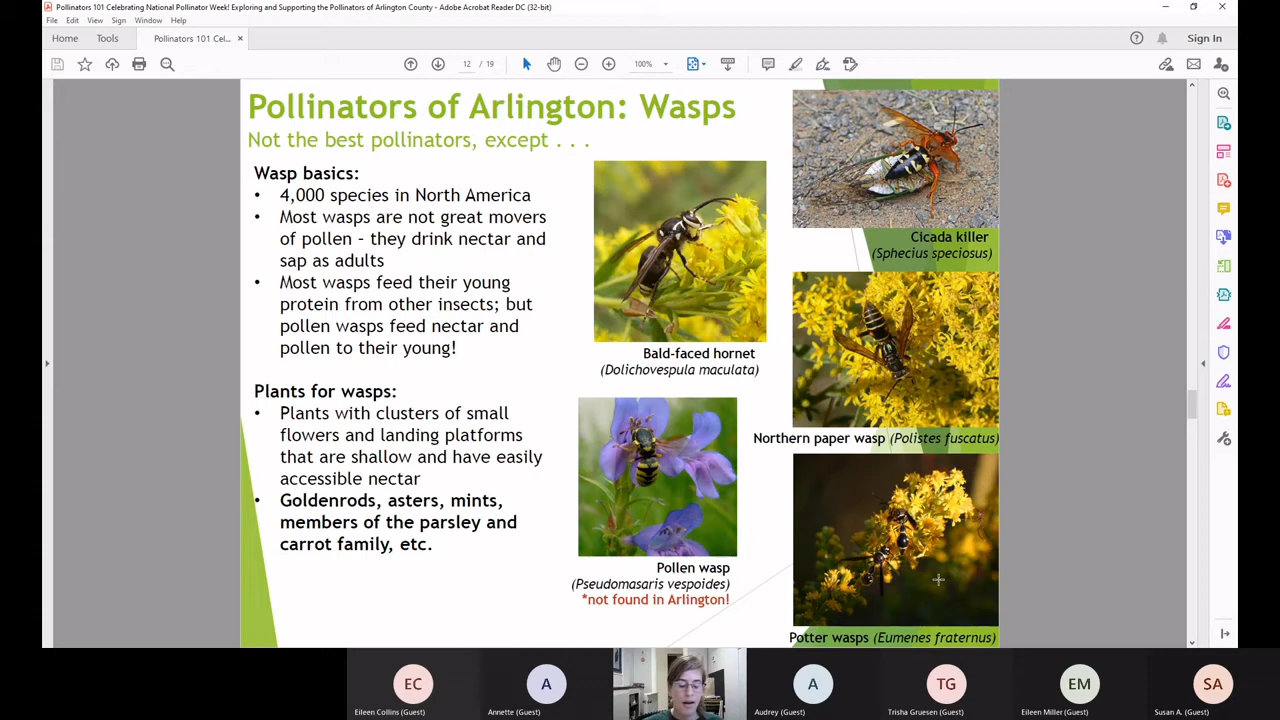 Pollinators 101 Celebrating National Pollinator Week! Exploring and Supporting the Pollinators of Arlington County - Adobe Acrobat Reader DC (32-bit)
File Edit View Sign Window Help
Home Tools Pollinators 101 Cel... × Sign In
12 / 19 100%
Pollinators of Arlington: Wasps
Not the best pollinators, except . . .
Wasp basics:
• 4,000 species in North America
• Most wasps are not great movers
of pollen – they drink nectar and
sap as adults
• Most wasps feed their young
protein from other insects; but
pollen wasps feed nectar and
pollen to their young!
Plants for wasps:
• Plants with clusters of small
flowers and landing platforms
that are shallow and have easily
accessible nectar
• Goldenrods, asters, mints,
members of the parsley and
carrot family, etc.
Bald-faced hornet
(Dolichovespula maculata)
Pollen wasp
(Pseudomasaris vespoides)
*not found in Arlington!
Cicada killer
(Sphecius speciosus)
Northern paper wasp (Polistes fuscatus)
Potter wasps (Eumenes fraternus)
EC A A TG EM SA
Eileen Collins (Guest) Annette (Guest) Audrey (Guest) Trisha Gruesen (Guest) Eileen Miller (Guest) Susan A. (Guest)